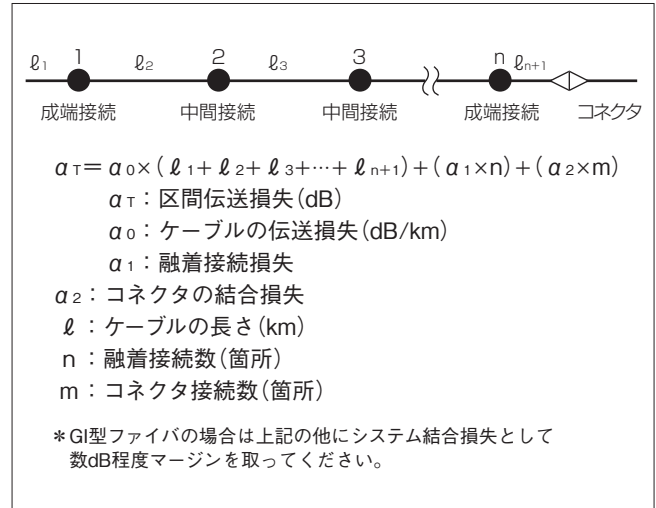 ℓ1 1 ℓ2 2 ℓ3 3 n ℓn+1
成端接続 中間接続 中間接続 成端接続 コネクタ
αT=α0×(ℓ1+ℓ2+ℓ3+…+ℓn+1)+(α1×n)+(α2×m)
αT:区間伝送損失(dB)
α0:ケーブルの伝送損失(dB/km)
α1:融着接続損失
α2:コネクタの結合損失
ℓ:ケーブルの長さ(km)
n:融着接続数(箇所)
m:コネクタ接続数(箇所)
*GI型ファイバの場合は上記の他にシステム結合損失として
数dB程度マージンを取ってください。